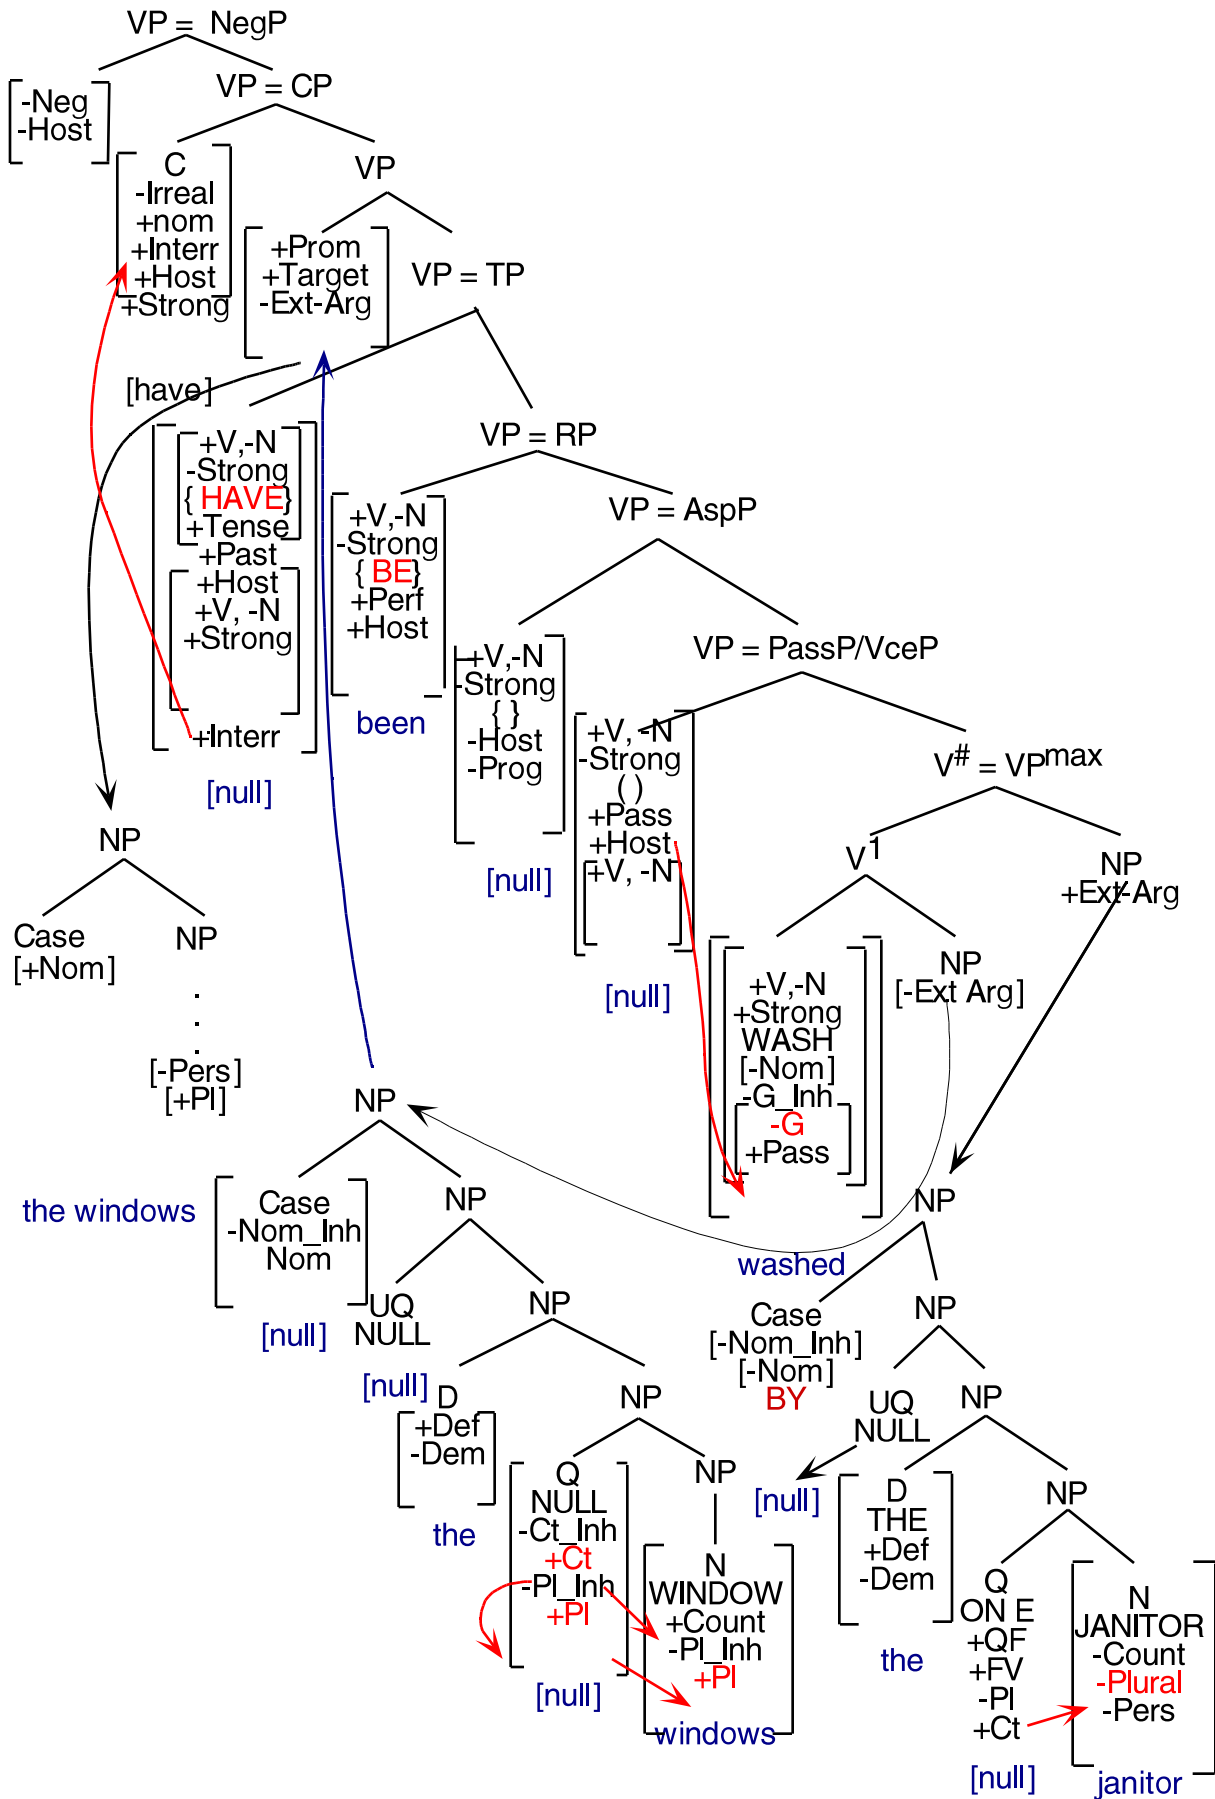 VP = NegP
-Neg
-Host
VP = CP
C
-Irreal
+nom
+Interr
+Host
+Strong
VP
+Prom
+Target
-Ext-Arg
VP = TP
[have]
+V,-N
-Strong
{ HAVE}
+Tense
+Past
+Host
+V, -N
+Strong
+Interr
[null]
VP = RP
+V,-N
-Strong
{ BE}
+Perf
+Host
been
VP = AspP
+V,-N
-Strong
{ }
-Host
-Prog
[null]
VP = PassP/VceP
+V, -N
-Strong
( )
+Pass
+Host
+V, -N
[null]
V# = VPmax
V1
NP
+Ext-Arg
+V,-N
+Strong
WASH
[-Nom]
-G_Inh
-G
+Pass
washed
NP
[-Ext Arg]
NP
Case
[+Nom]
NP
.
.
.
[-Pers]
[+Pl]
NP
the windows
Case
-Nom_Inh
Nom
[null]
NP
UQ
NULL
[null]
NP
D
+Def
-Dem
the
NP
Q
NULL
-Ct_Inh
+Ct
-Pl_Inh
+Pl
[null]
NP
N
WINDOW
+Count
-Pl_Inh
+Pl
windows
NP
Case
[-Nom_Inh]
[-Nom]
BY
NP
UQ
NULL
[null]
NP
D
THE
+Def
-Dem
the
NP
Q
ON E
+QF
+FV
-Pl
+Ct
[null]
N
JANITOR
-Count
-Plural
-Pers
janitor